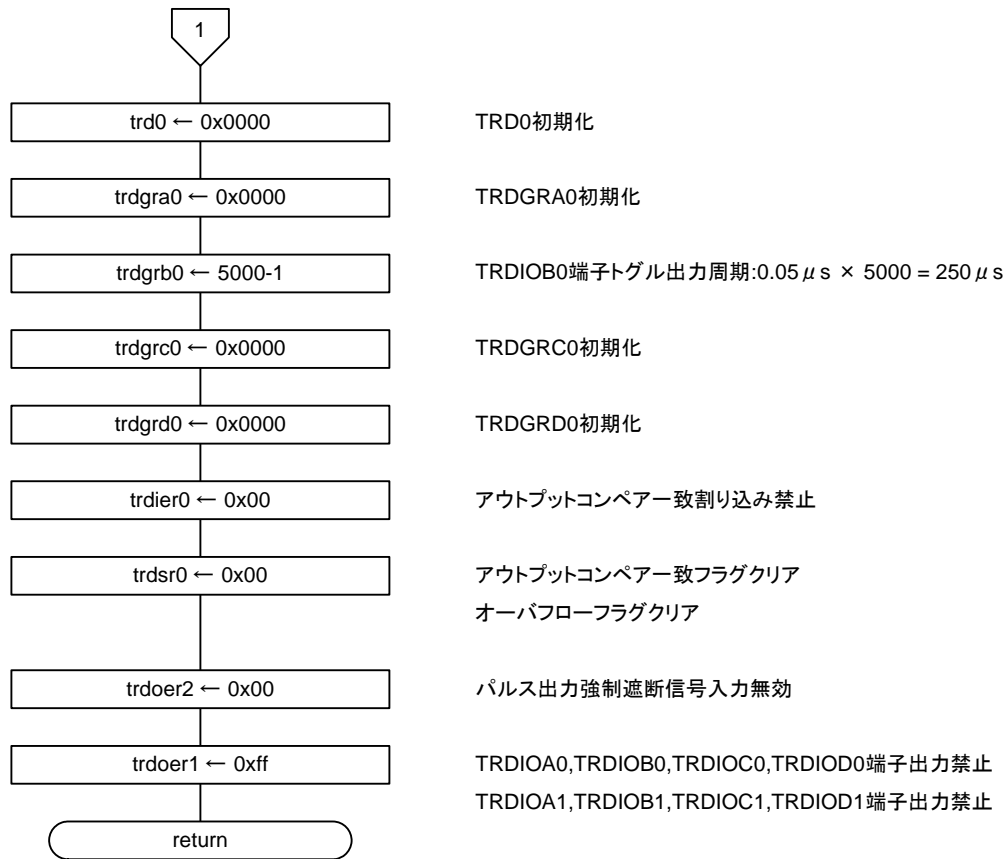 1
trd0 ← 0x0000
TRD0初期化
trdgra0 ← 0x0000
TRDGRA0初期化
trdgrb0 ← 5000-1
TRDIOB0端子トグル出力周期:0.05μs × 5000 = 250μs
trdgrc0 ← 0x0000
TRDGRC0初期化
trdgrd0 ← 0x0000
TRDGRD0初期化
trdier0 ← 0x00
アウトプットコンペア一致割り込み禁止
trdsr0 ← 0x00
アウトプットコンペア一致フラグクリア
オーバフローフラグクリア
trdoer2 ← 0x00
パルス出力強制遮断信号入力無効
trdoer1 ← 0xff
TRDIOA0,TRDIOB0,TRDIOC0,TRDIOD0端子出力禁止
TRDIOA1,TRDIOB1,TRDIOC1,TRDIOD1端子出力禁止
return